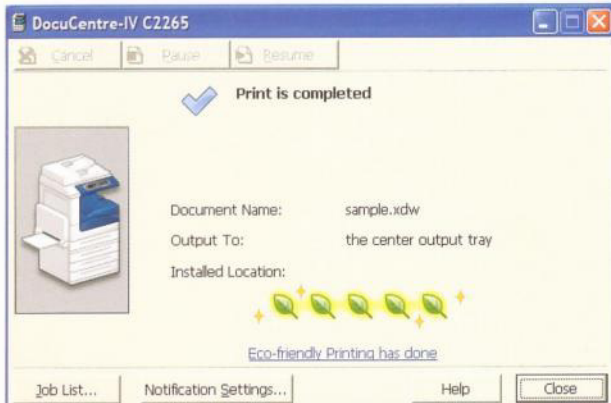 DocuCentre-IV C2265
Cancel Pause Resume
Print is completed
Document Name: sample.xdw
Output To: the center output tray
Installed Location:
Eco-friendly Printing has done
Job List... Notification Settings... Help Close